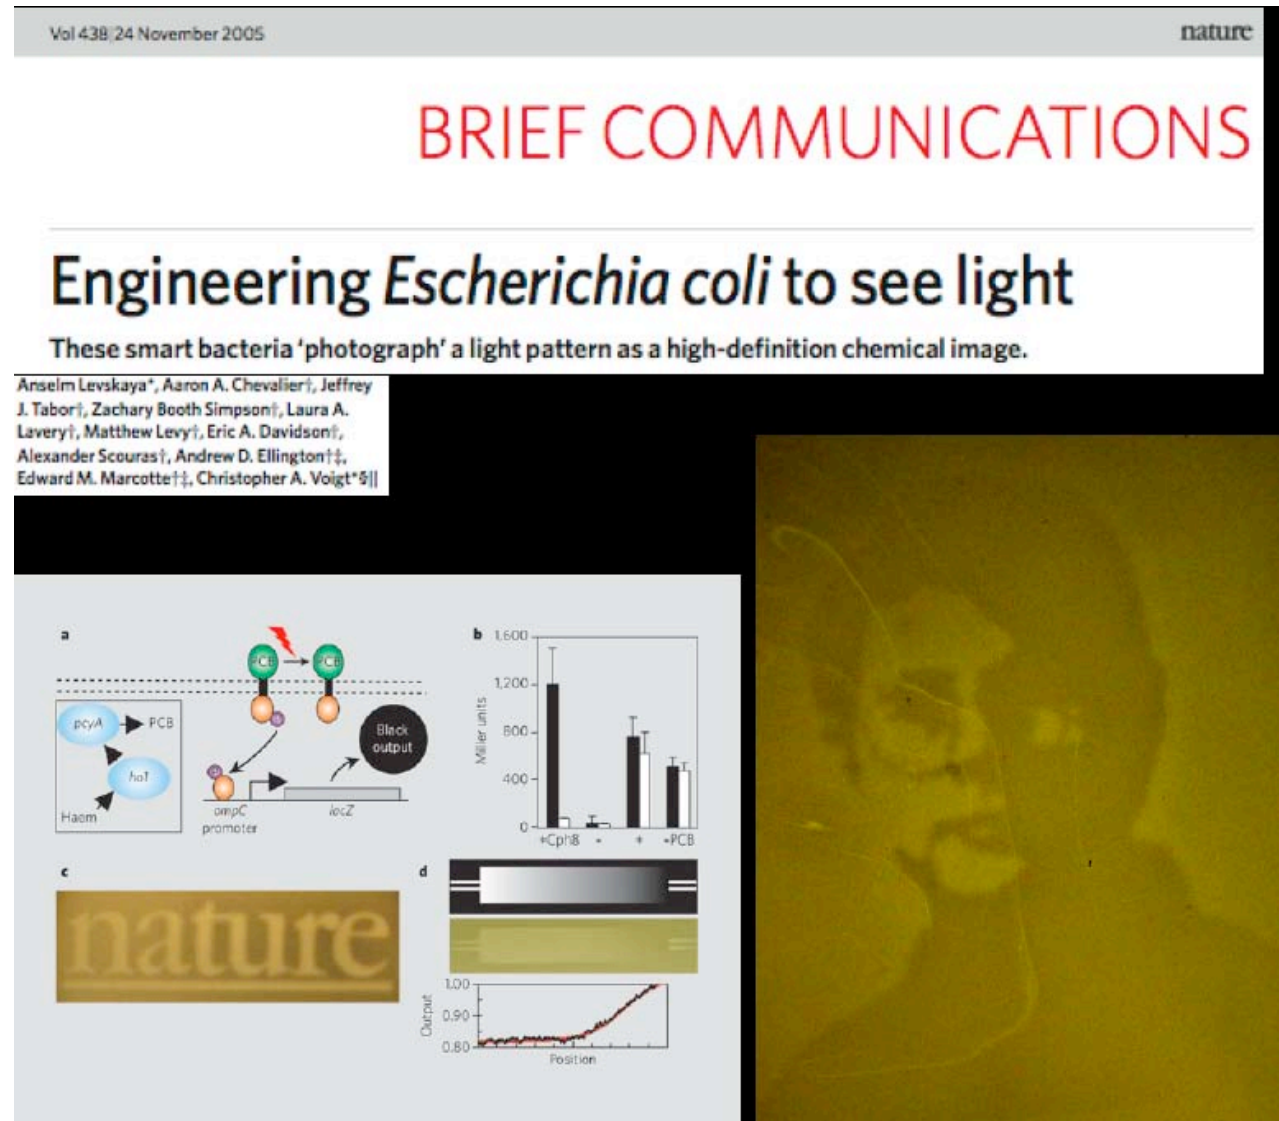 Vol 438|24 November 2005
nature
BRIEF COMMUNICATIONS
Engineering Escherichia coli to see light
These smart bacteria 'photograph' a light pattern as a high-definition chemical image.
Anselm Levskaya*, Aaron A. Chevalier†, Jeffrey
J. Tabor†, Zachary Booth Simpson†, Laura A.
Lavery†, Matthew Levy†, Eric A. Davidson†,
Alexander Scouras†, Andrew D. Ellington†‡,
Edward M. Marcotte†‡, Christopher A. Voigt*§||
a
PCB
PCB
pcyA
PCB
ho1
Haem
Black
output
ompC
promoter
lacZ
b
1,600
1,200
800
400
0
Miller units
+Cph8
-
+
-PCB
c
nature
d
1.00
0.90
0.80
Output
Position